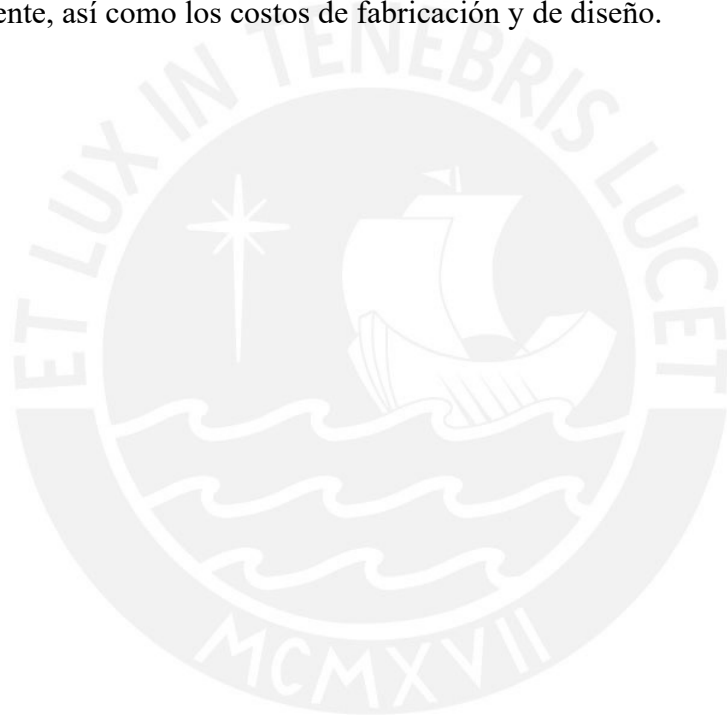 ente, así como los costos de fabricación y de diseño.
ET LUX IN TENEBRIS LUCET
MCMXVII